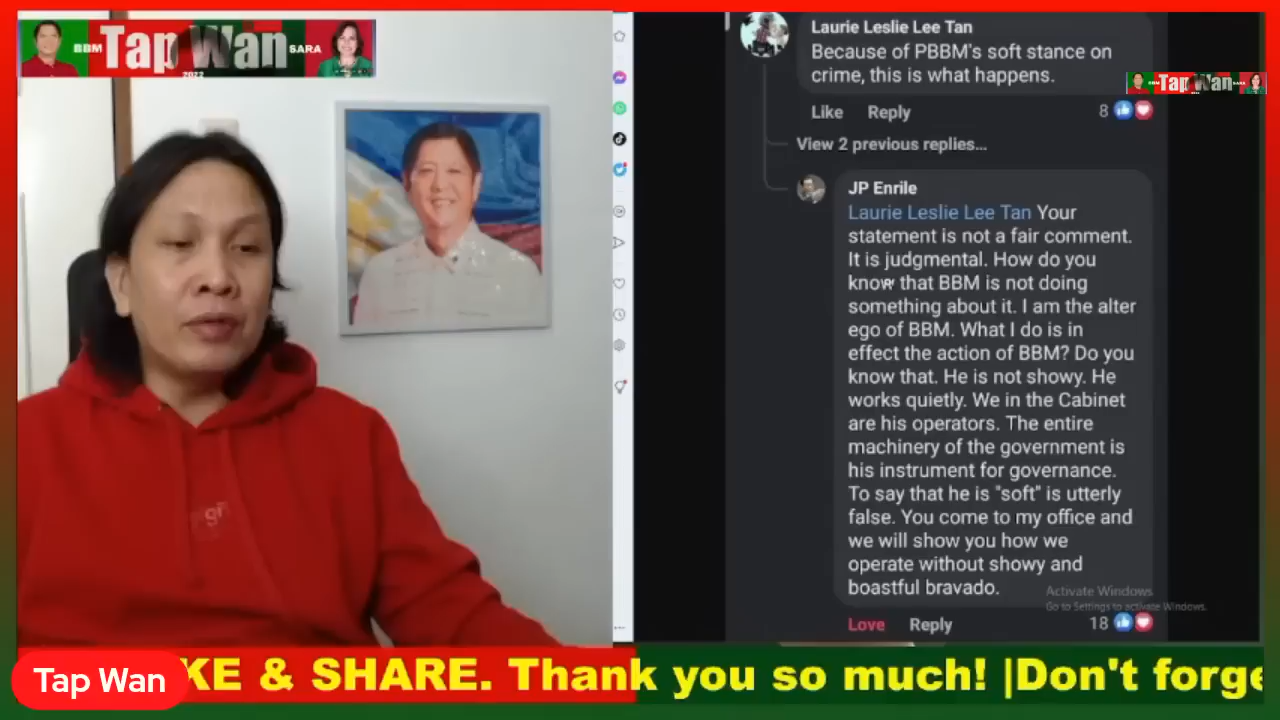 BBM Tap Wan SARA
2022
Laurie Leslie Lee Tan
Because of PBBM's soft stance on
crime, this is what happens.
Like Reply 8
View 2 previous replies...
JP Enrile
Laurie Leslie Lee Tan Your
statement is not a fair comment.
It is judgmental. How do you
know that BBM is not doing
something about it. I am the alter
ego of BBM. What I do is in
effect the action of BBM? Do you
know that. He is not showy. He
works quietly. We in the Cabinet
are his operators. The entire
machinery of the government is
his instrument for governance.
To say that he is "soft" is utterly
false. You come to my office and
we will show you how we
operate without showy and
boastful bravado.
Activate Windows
Go to Settings to activate Windows.
Love Reply 18
Tap Wan
KE & SHARE. Thank you so much! |Don't forge